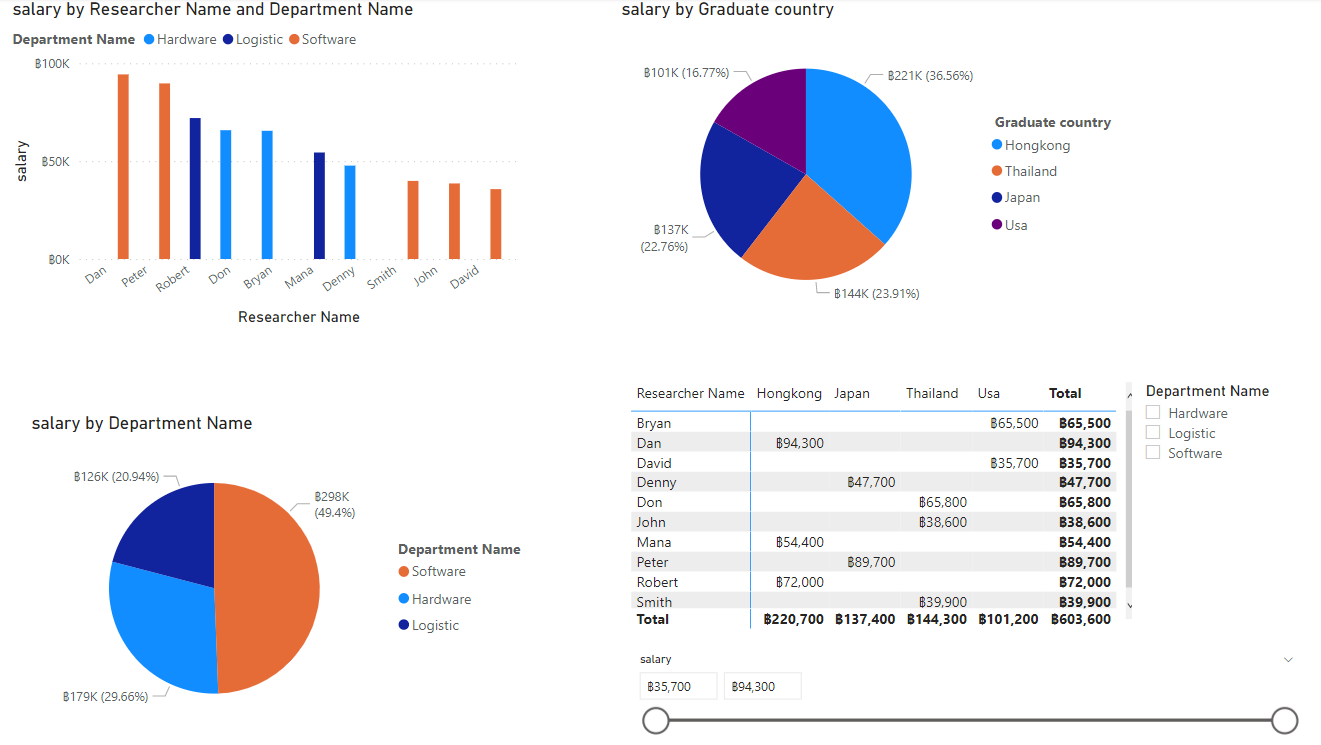 salary by Researcher Name and Department Name
Department Name Hardware Logistic Software
฿100K
฿50K
฿0K
salary
Dan Peter Robert Don Bryan Mana Denny Smith John David
Researcher Name
salary by Graduate country
฿101K (16.77%)
฿221K (36.56%)
฿137K
(22.76%)
฿144K (23.91%)
Graduate country
Hongkong
Thailand
Japan
Usa
salary by Department Name
฿126K (20.94%)
฿298K
(49.4%)
฿179K (29.66%)
Department Name
Software
Hardware
Logistic
Researcher Name Hongkong Japan Thailand Usa Total
Bryan ฿65,500 ฿65,500
Dan ฿94,300 ฿94,300
David ฿35,700 ฿35,700
Denny ฿47,700 ฿47,700
Don ฿65,800 ฿65,800
John ฿38,600 ฿38,600
Mana ฿54,400 ฿54,400
Peter ฿89,700 ฿89,700
Robert ฿72,000 ฿72,000
Smith ฿39,900 ฿39,900
Total ฿220,700 ฿137,400 ฿144,300 ฿101,200 ฿603,600
Department Name
Hardware
Logistic
Software
salary
฿35,700 ฿94,300